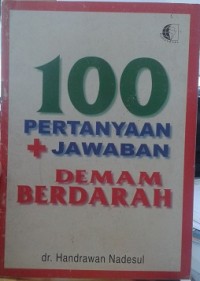 100
PERTANYAAN
+ JAWABAN
DEMAM
BERDARAH
dr. Handrawan Nadesul